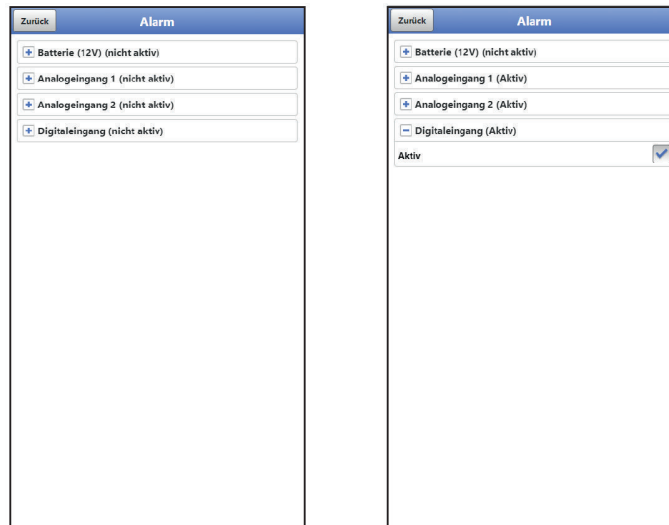 Zurück
Alarm
Batterie (12V) (nicht aktiv)
Analogeingang 1 (nicht aktiv)
Analogeingang 2 (nicht aktiv)
Digitaleingang (nicht aktiv)
Zurück
Alarm
Batterie (12V) (nicht aktiv)
Analogeingang 1 (Aktiv)
Analogeingang 2 (Aktiv)
Digitaleingang (Aktiv)
Aktiv